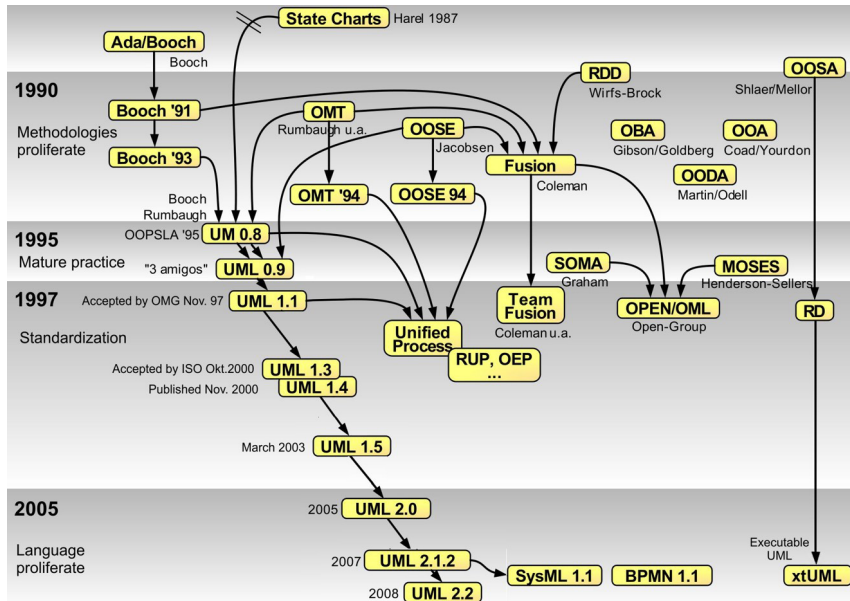 State Charts
Harel 1987
Ada/Booch
Booch
OOSA
Shlaer/Mellor
RDD
Wirfs-Brock
1990
Methodologies
proliferate
Booch '91
OMT
Rumbaugh u.a.
OOSE
Jacobsen
OBA
Gibson/Goldberg
OOA
Coad/Yourdon
Booch '93
Fusion
Coleman
OODA
Martin/Odell
OMT '94
OOSE 94
Booch
Rumbaugh
1995
Mature practice
OOPSLA '95
UM 0.8
"3 amigos"
UML 0.9
SOMA
Graham
MOSES
Henderson-Sellers
1997
Standardization
Accepted by OMG Nov. 97
UML 1.1
Team
Fusion
Coleman u.a.
OPEN/OML
Open-Group
RD
Unified
Process
RUP, OEP
...
Accepted by ISO Okt.2000
UML 1.3
Published Nov. 2000
UML 1.4
March 2003
UML 1.5
2005
Language
proliferate
2005
UML 2.0
2007
UML 2.1.2
2008
UML 2.2
SysML 1.1
BPMN 1.1
Executable
UML
xtUML